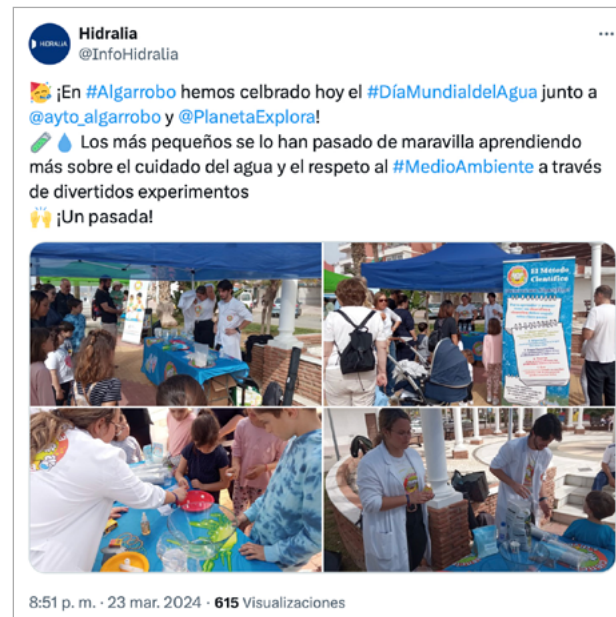 Hidralia
HIDRALIA
@InfoHidralia
🥳 ¡En #Algarrobo hemos celbrado hoy el #DíaMundialdelAgua junto a
@ayto_algarrobo y @PlanetaExplora!
🧪💧 Los más pequeños se lo han pasado de maravilla aprendiendo
más sobre el cuidado del agua y el respeto al #MedioAmbiente a través
de divertidos experimentos
🙌 ¡Un pasada!
El Método
Científico
8:51 p. m. · 23 mar. 2024 · 615 Visualizaciones